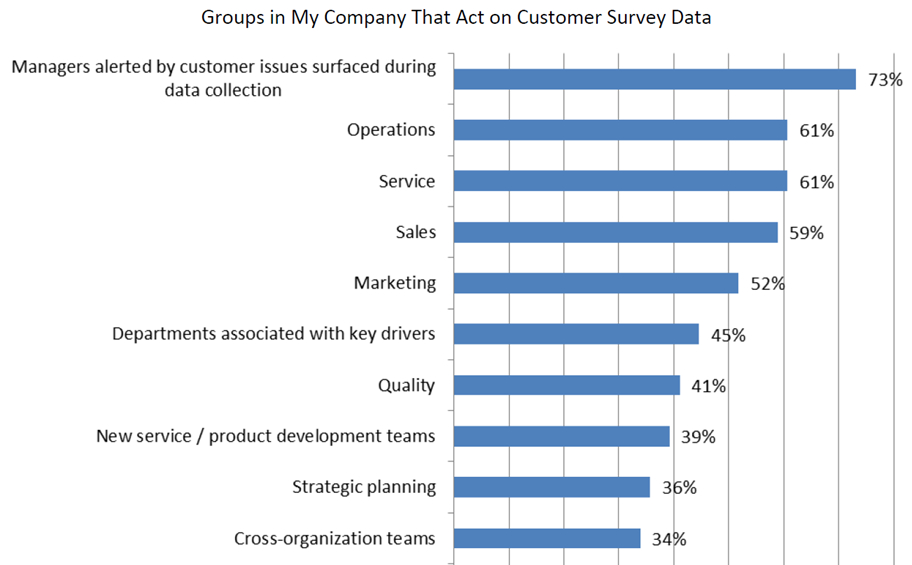 Groups in My Company That Act on Customer Survey Data
Managers alerted by customer issues surfaced during
data collection
73%
Operations
61%
Service
61%
Sales
59%
Marketing
52%
Departments associated with key drivers
45%
Quality
41%
New service / product development teams
39%
Strategic planning
36%
Cross-organization teams
34%